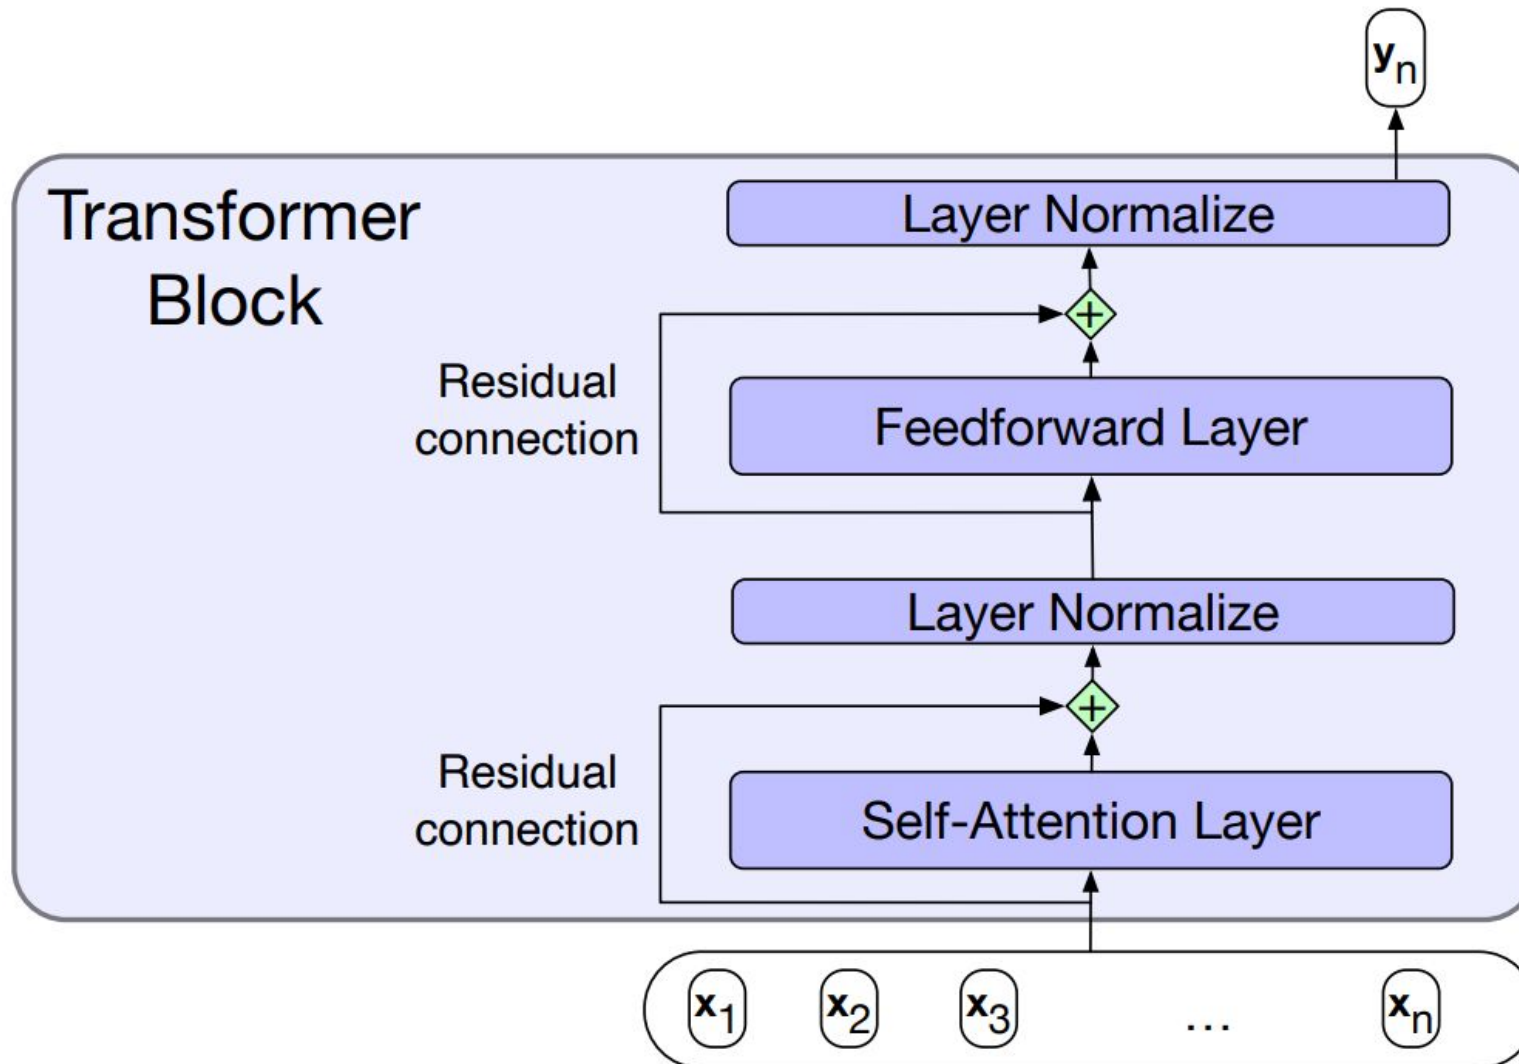 yn
Transformer
Block
Layer Normalize
+
Residual
connection
Feedforward Layer
Layer Normalize
+
Residual
connection
Self-Attention Layer
x1 x2 x3 ... xn